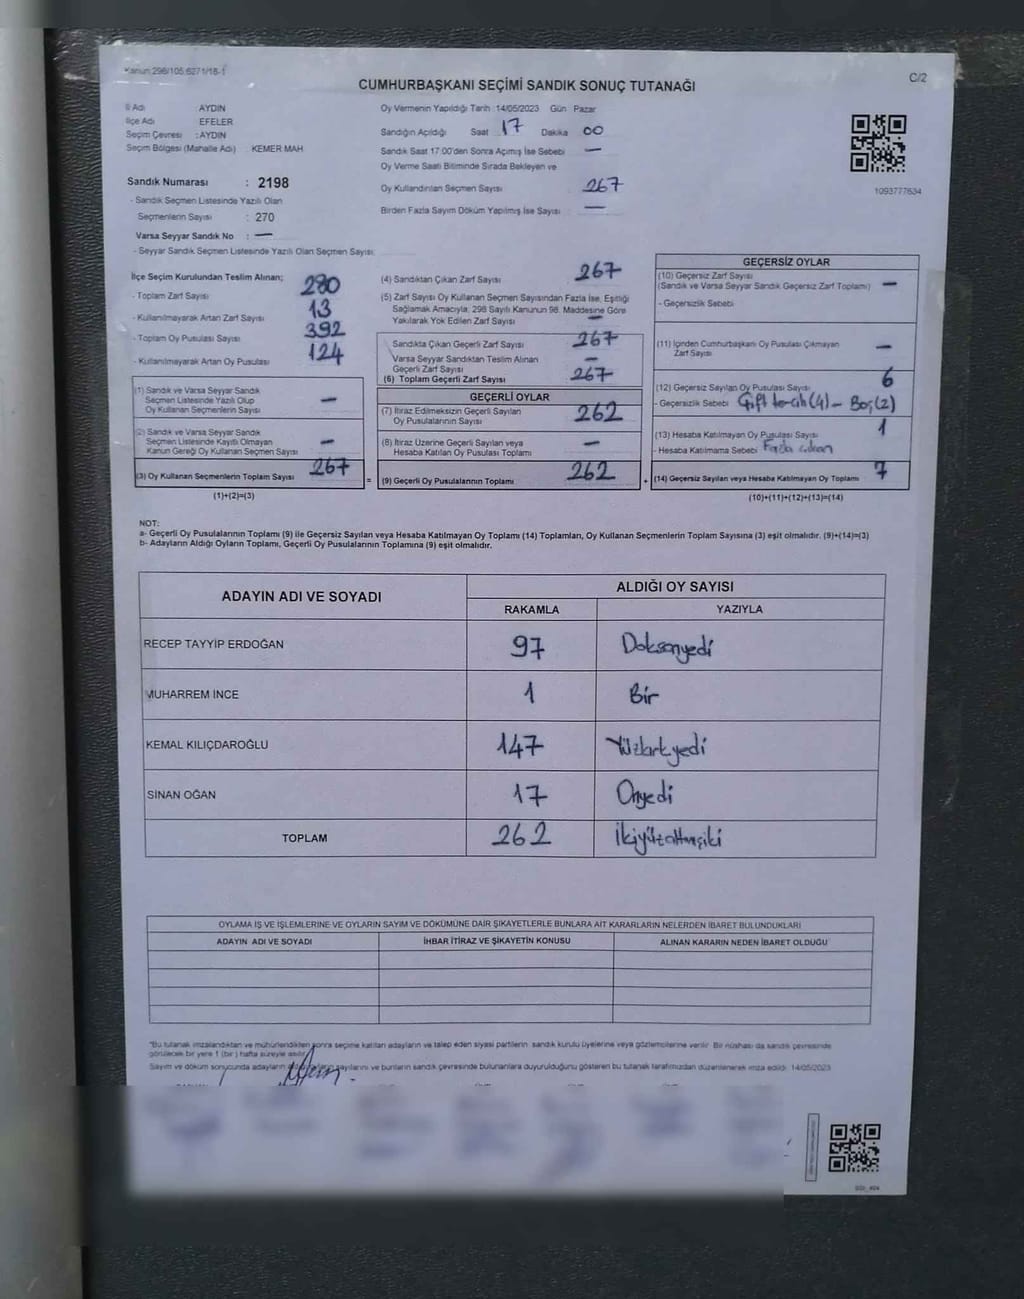 Kanun:298/105,6271/18-1
C/2
CUMHURBAŞKANI SEÇİMİ SANDIK SONUÇ TUTANAĞI
İl Adı AYDIN
İlçe Adı EFELER
Seçim Çevresi : AYDIN
Seçim Bölgesi (Mahalle Adı) KEMER MAH
Sandık Numarası : 2198
- Sandık Seçmen Listesinde Yazılı Olan
Seçmenlerin Sayısı : 270
Varsa Seyyar Sandık No : —
- Seyyar Sandık Seçmen Listesinde Yazılı Olan Seçmen Sayısı:
Oy Vermenin Yapıldığı Tarih :14/05/2023 Gün Pazar
Sandığın Açıldığı Saat 17 Dakika 00
Sandık Saat 17:00'den Sonra Açımış İse Sebebi —
Oy Verme Saati Bitiminde Sırada Bekleyen ve
Oy Kullandırılan Seçmen Sayısı 267
Birden Fazla Sayım Döküm Yapılmış İse Sayısı —
1093777634
İlçe Seçim Kurulundan Teslim Alınan;
- Toplam Zarf Sayısı 280
- Kullanılmayarak Artan Zarf Sayısı 13
- Toplam Oy Pusulası Sayısı 392
- Kullanılmayarak Artan Oy Pusulası 124
(1) Sandık ve Varsa Seyyar Sandık
Seçmen Listesinde Yazılı Olup
Oy Kullanan Seçmenlerin Sayısı —
(2) Sandık ve Varsa Seyyar Sandık
Seçmen Listesinde Kayıtlı Olmayan
Kanun Gereği Oy Kullanan Seçmen Sayısı —
(3) Oy Kullanan Seçmenlerin Toplam Sayısı 267
(1)+(2)=(3)
(4) Sandıktan Çıkan Zarf Sayısı 267
(5) Zarf Sayısı Oy Kullanan Seçmen Sayısından Fazla İse, Eşitliği
Sağlamak Amacıyla, 298 Sayılı Kanunun 98. Maddesine Göre
Yakılarak Yok Edilen Zarf Sayısı —
Sandıkta Çıkan Geçerli Zarf Sayısı 267
Varsa Seyyar Sandıktan Teslim Alınan
Geçerli Zarf Sayısı —
(6) Toplam Geçerli Zarf Sayısı 267
GEÇERLİ OYLAR
(7) İtiraz Edilmeksizin Geçerli Sayılan
Oy Pusulalarının Sayısı 262
(8) İtiraz Üzerine Geçerli Sayılan veya
Hesaba Katılan Oy Pusulası Toplamı —
= (9) Geçerli Oy Pusulalarının Toplamı 262 +
GEÇERSİZ OYLAR
(10) Geçersiz Zarf Sayısı
(Sandık ve Varsa Seyyar Sandık Geçersiz Zarf Toplamı) —
- Geçersizlik Sebebi
(11) İçinden Cumhurbaşkanı Oy Pusulası Çıkmayan
Zarf Sayısı —
(12) Geçersiz Sayılan Oy Pusulası Sayısı 6
- Geçersizlik Sebebi Çift tercih(4) - Boş(2)
(13) Hesaba Katılmayan Oy Pusulası Sayısı 1
- Hesaba Katılmama Sebebi Fazla çıkan
(14) Geçersiz Sayılan veya Hesaba Katılmayan Oy Toplamı 7
(10)+(11)+(12)+(13)=(14)
NOT:
a- Geçerli Oy Pusulalarının Toplamı (9) ile Geçersiz Sayılan veya Hesaba Katılmayan Oy Toplamı (14) Toplamları, Oy Kullanan Seçmenlerin Toplam Sayısına (3) eşit olmalıdır. (9)+(14)=(3)
b- Adayların Aldığı Oyların Toplamı, Geçerli Oy Pusulalarının Toplamına (9) eşit olmalıdır.
ADAYIN ADI VE SOYADI ALDIĞI OY SAYISI
RAKAMLA YAZIYLA
RECEP TAYYİP ERDOĞAN 97 Doksanyedi
MUHARREM İNCE 1 Bir
KEMAL KILIÇDAROĞLU 147 Yüzkırkyedi
SİNAN OĞAN 17 Onyedi
TOPLAM 262 İkiyüzaltmışiki
OYLAMA İŞ VE İŞLEMLERİNE VE OYLARIN SAYIM VE DÖKÜMÜNE DAİR ŞİKAYETLERLE BUNLARA AİT KARARLARIN NELERDEN İBARET BULUNDUKLARI
ADAYIN ADI VE SOYADI İHBAR İTİRAZ VE ŞİKAYETİN KONUSU ALINAN KARARIN NEDEN İBARET OLDUĞU
*Bu tutanak imzalandıktan ve mühürlendikten sonra seçime katılan adayların ve talep eden siyasi partilerin sandık kurulu üyelerine veya gözlemcilerine verilir. Bir nüshası da sandık çevresinde
görülecek bir yere 1 (bir) hafta süreyle asılır.
Sayım ve döküm sonucunda adayların aldığı oyların sayılarını ve bunların sandık çevresinde bulunanlara duyurulduğunu gösteren bu tutanak tarafımızdan düzenlenerek imza edildi. 14/05/2023